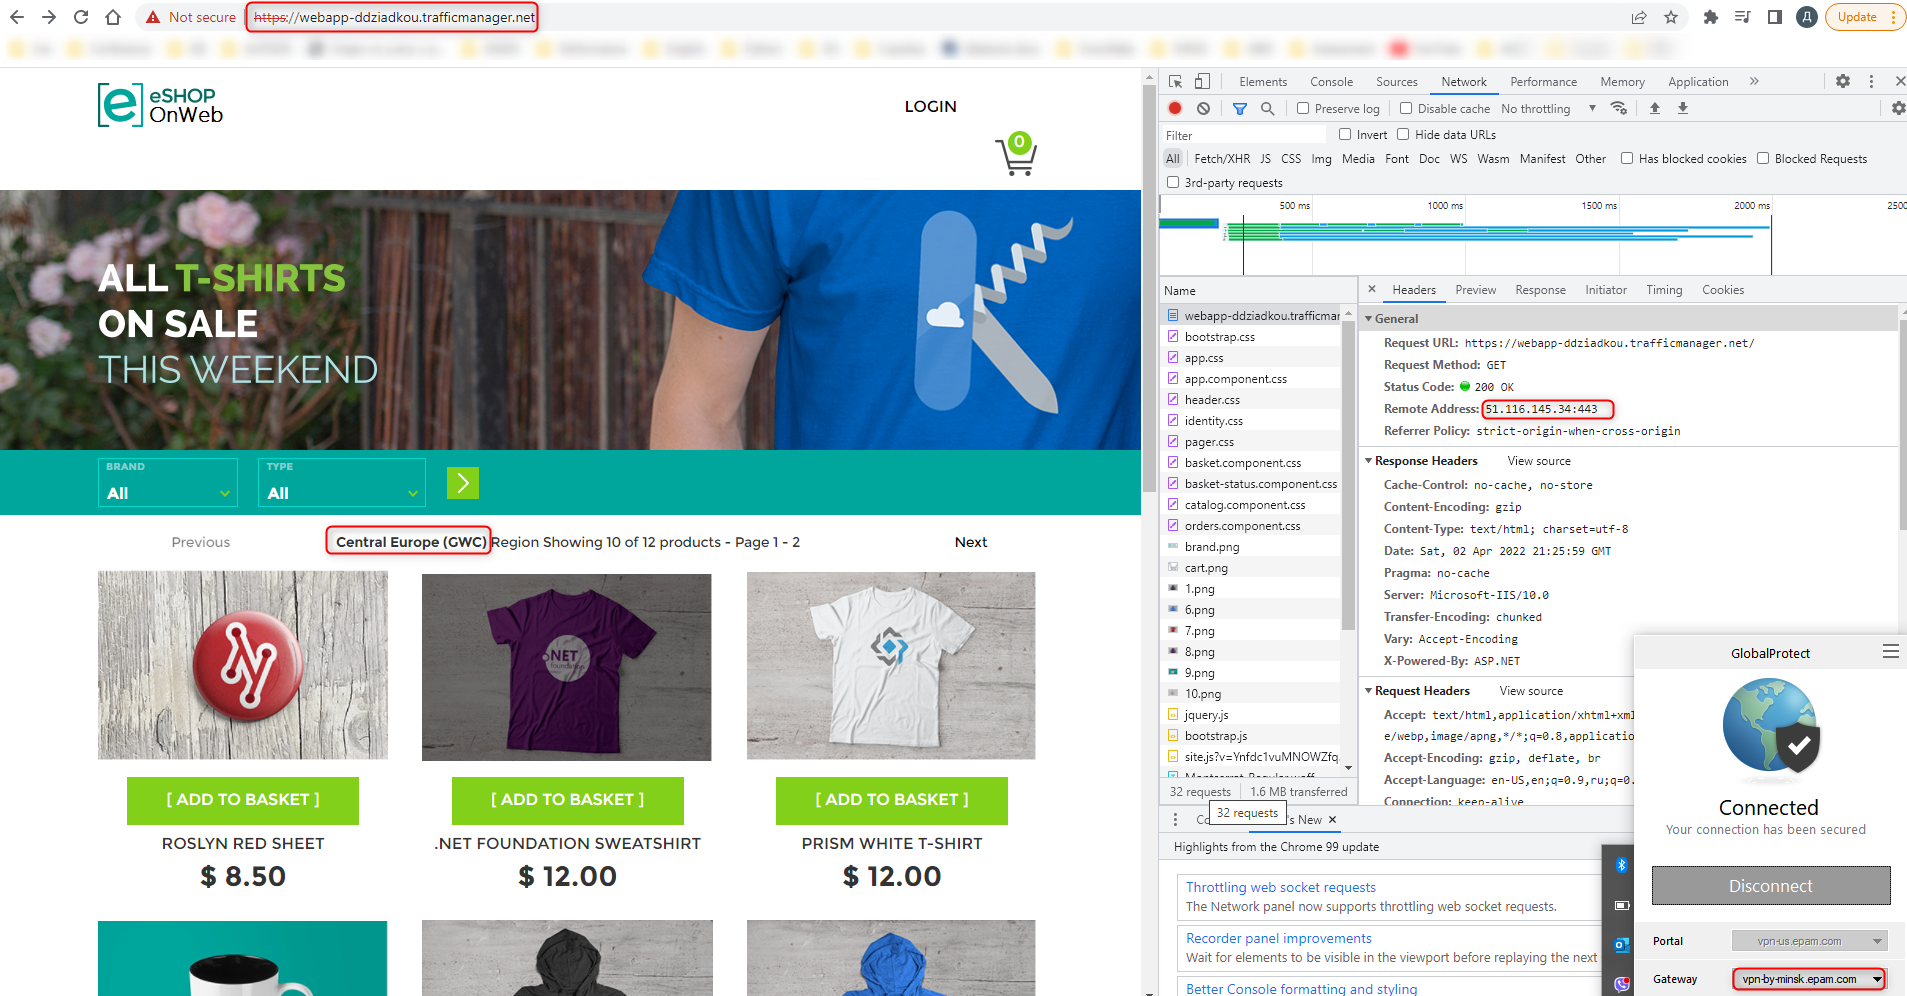 Not secure | https://webapp-ddziadkou.trafficmanager.net
Д
Update
eSHOP
OnWeb
LOGIN
0
ALL T-SHIRTS
ON SALE
THIS WEEKEND
BRAND
All
TYPE
All
Previous
Central Europe (GWC) Region Showing 10 of 12 products - Page 1 - 2
Next
.NET
foundation
[ ADD TO BASKET ]
[ ADD TO BASKET ]
[ ADD TO BASKET ]
ROSLYN RED SHEET
.NET FOUNDATION SWEATSHIRT
PRISM WHITE T-SHIRT
$ 8.50
$ 12.00
$ 12.00
Elements Console Sources Network Performance Memory Application
Preserve log Disable cache No throttling
Filter
Invert Hide data URLs
All Fetch/XHR JS CSS Img Media Font Doc WS Wasm Manifest Other Has blocked cookies Blocked Requests
3rd-party requests
500 ms 1000 ms 1500 ms 2000 ms 2500
Name
webapp-ddziadkou.trafficmar
bootstrap.css
app.css
app.component.css
header.css
identity.css
pager.css
basket.component.css
basket-status.component.css
catalog.component.css
orders.component.css
brand.png
cart.png
1.png
6.png
7.png
8.png
9.png
10.png
jquery.js
bootstrap.js
site.js?v=Ynfdc1vuMNOWZfq
Montserrat-Regular.woff
32 requests 1.6 MB transferred
32 requests
Headers Preview Response Initiator Timing Cookies
General
Request URL: https://webapp-ddziadkou.trafficmanager.net/
Request Method: GET
Status Code: 200 OK
Remote Address: 51.116.145.34:443
Referrer Policy: strict-origin-when-cross-origin
Response Headers View source
Cache-Control: no-cache, no-store
Content-Encoding: gzip
Content-Type: text/html; charset=utf-8
Date: Sat, 02 Apr 2022 21:25:59 GMT
Pragma: no-cache
Server: Microsoft-IIS/10.0
Transfer-Encoding: chunked
Vary: Accept-Encoding
X-Powered-By: ASP.NET
Request Headers View source
Accept: text/html,application/xhtml+xml
e/webp,image/apng,*/*;q=0.8,application
Accept-Encoding: gzip, deflate, br
Accept-Language: en-US,en;q=0.9,ru;q=0.
Connection: keep-alive
Co 's New
Highlights from the Chrome 99 update
Throttling web socket requests
The Network panel now supports throttling web socket requests.
Recorder panel improvements
Wait for elements to be visible in the viewport before replaying the next
Better Console formatting and styling
GlobalProtect
Connected
Your connection has been secured
Disconnect
Portal vpn-us.epam.com
Gateway vpn-by-minsk.epam.com